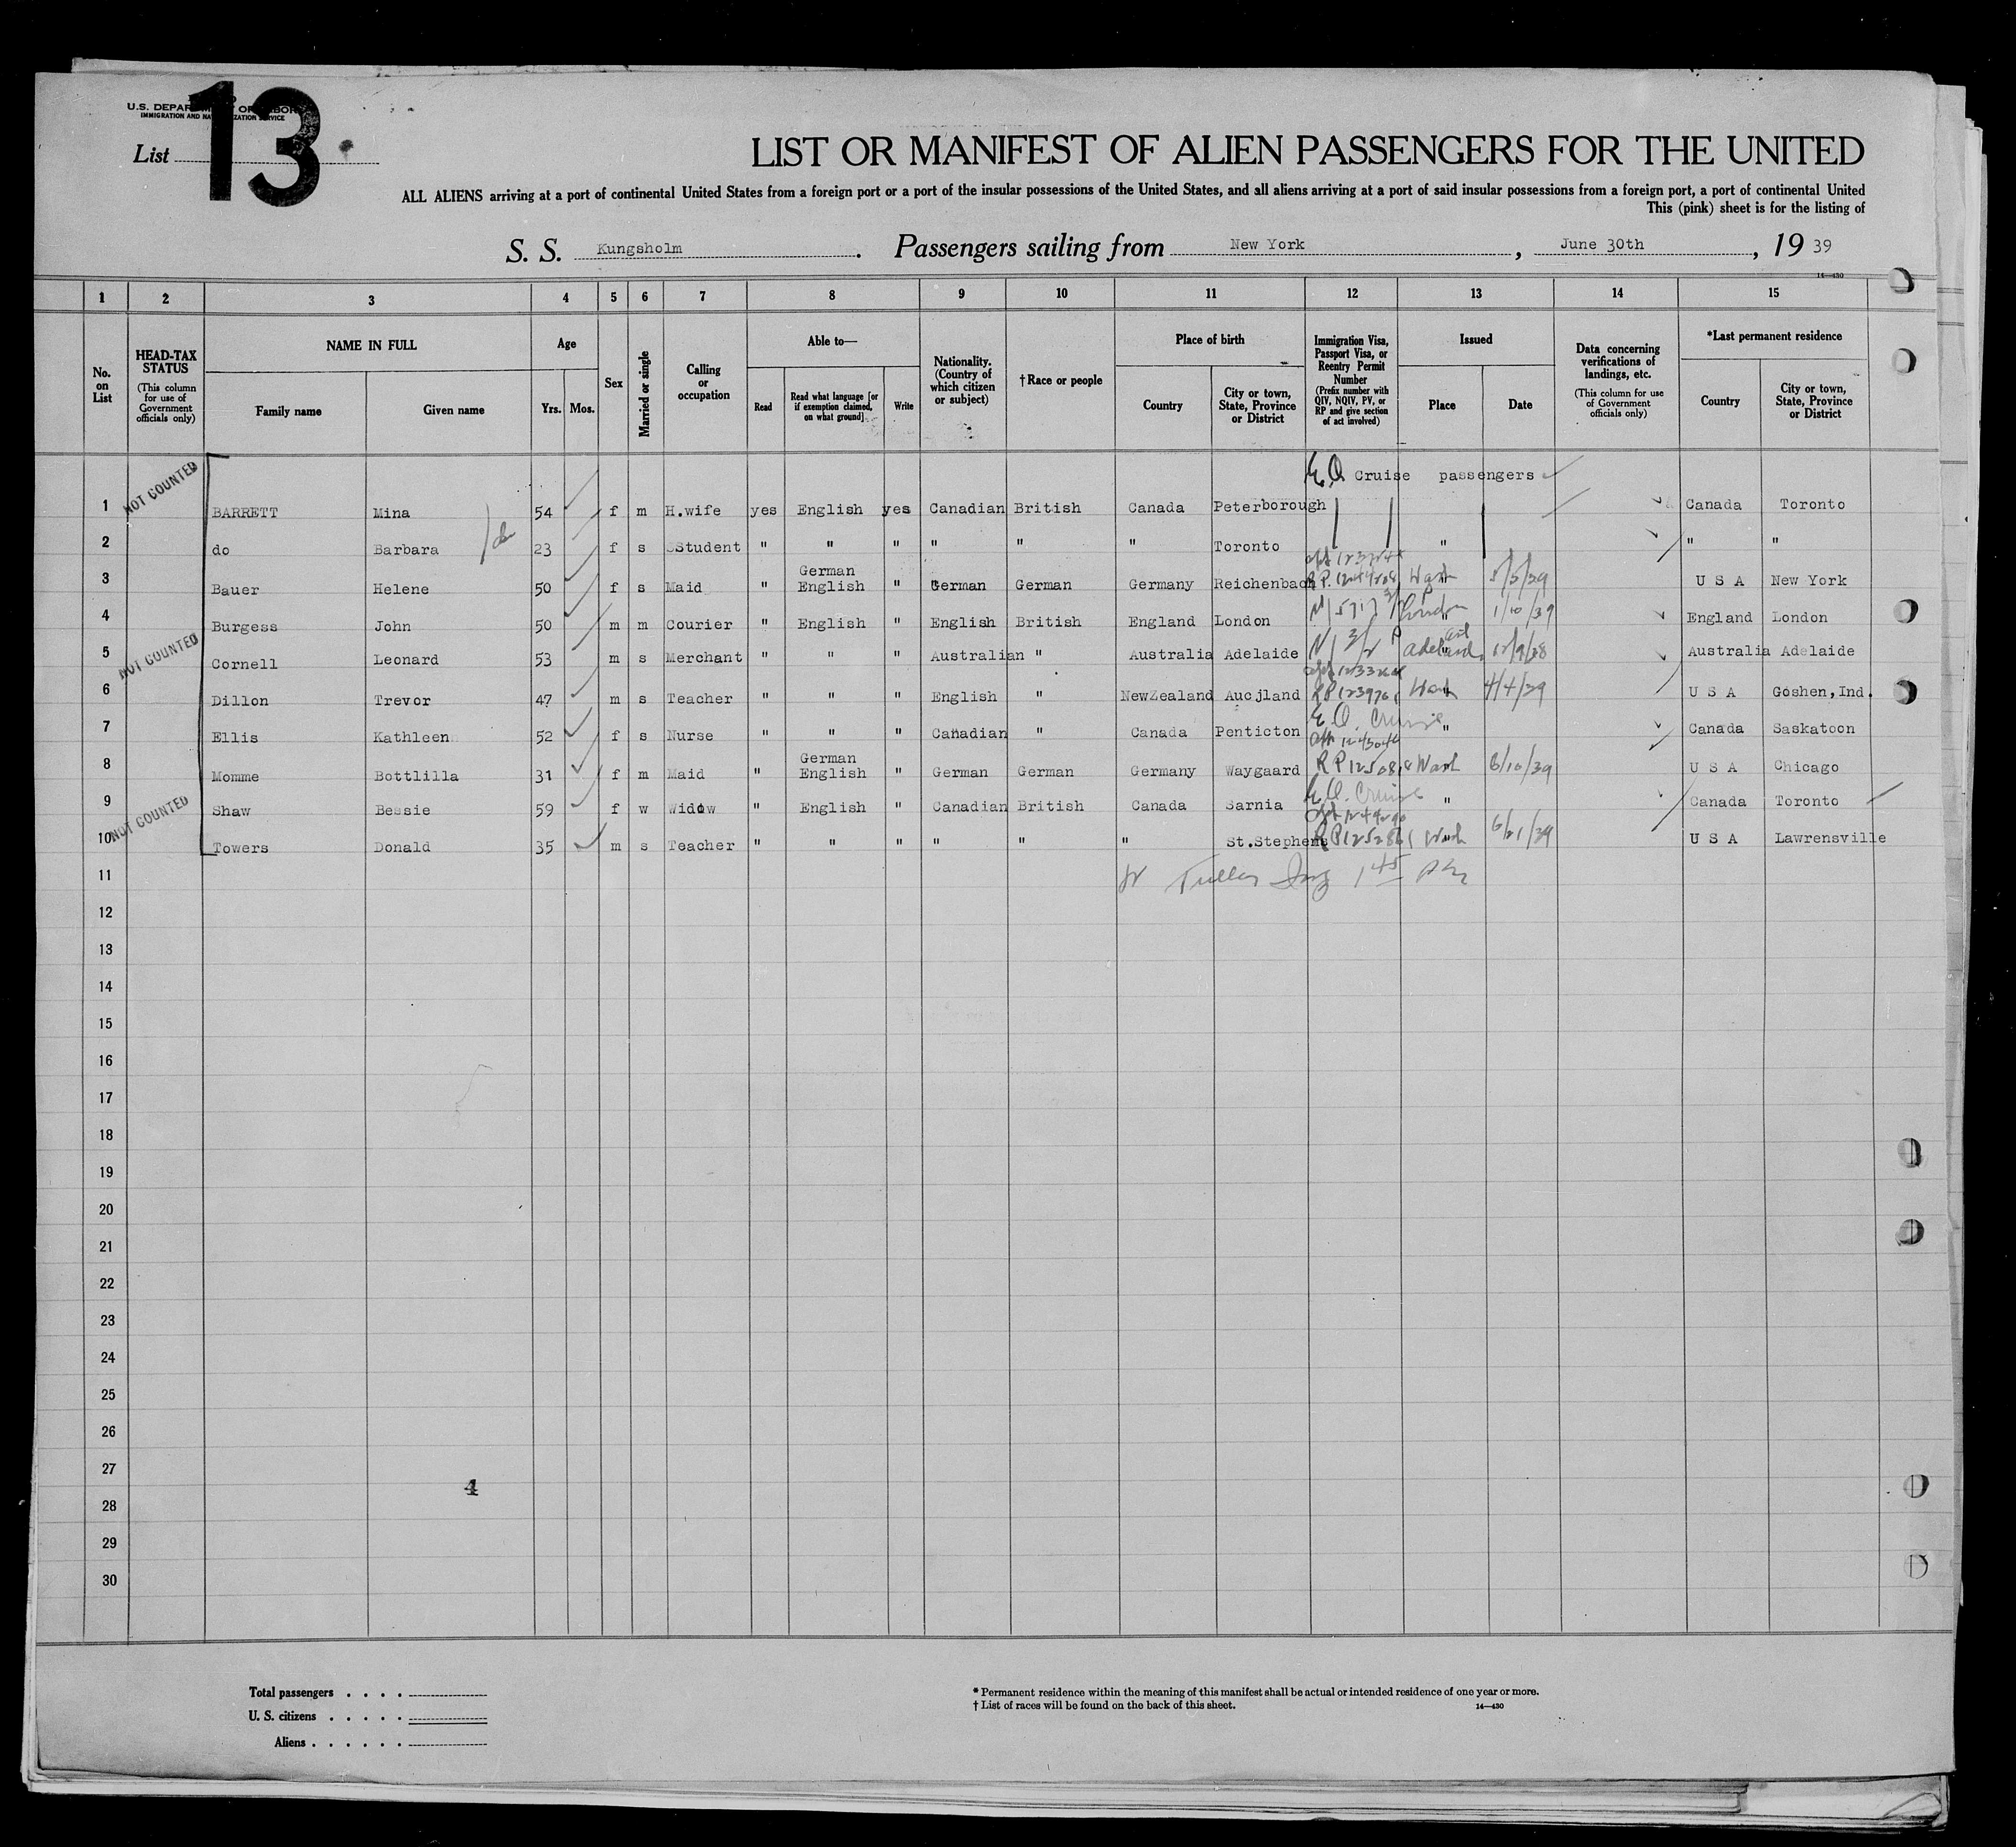 13
U.S. DEPARTMENT OF LABOR
IMMIGRATION AND NATURALIZATION SERVICE
List
LIST OR MANIFEST OF ALIEN PASSENGERS FOR THE UNITED
ALL ALIENS arriving at a port of continental United States from a foreign port or a port of the insular possessions of the United States, and all aliens arriving at a port of said insular possessions from a foreign port, a port of continental United
This (pink) sheet is for the listing of
S. S. Kungsholm. Passengers sailing from New York, June 30th, 19 39
14—430
1 2 3 4 5 6 7 8 9 10 11 12 13 14 15
No. on List
HEAD-TAX STATUS (This column for use of Government officials only)
NAME IN FULL
Family name Given name
Age
Yrs. Mos.
Sex
Married or single
Calling or occupation
Able to—
Read Read what language [or if exemption claimed, on what ground] Write
Nationality. (Country of which citizen or subject)
† Race or people
Place of birth
Country City or town, State, Province or District
Immigration Visa, Passport Visa, or Reentry Permit Number (Prefix number with QIV, NQIV, PV, or RP and give section of act involved)
Issued
Place Date
Data concerning verifications of landings, etc. (This column for use of Government officials only)
*Last permanent residence
Country City or town, State, Province or District
Cruise passengers
NOT COUNTED
1 BARRETT Mina 54 f m H.wife yes English yes Canadian British Canada Peterborough Canada Toronto
2 do Barbara 23 f s Student " " " " " " Toronto " " "
3 Bauer Helene 50 f s Maid " German English " German German Germany Reichenbach Wash 5/5/39 U S A New York
4 Burgess John 50 m m Courier " English " English British England London London 1/10/39 England London
NOT COUNTED
5 Cornell Leonard 53 m s Merchant " " " Australian " Australia Adelaide Australia Adelaide
6 Dillon Trevor 47 m s Teacher " " " English " NewZealand Aucjland Wash 4/4/39 U S A Goshen,Ind.
7 Ellis Kathleen 52 f s Nurse " " " Canadian " Canada Penticton Cruise " Canada Saskatoon
8 Momme Bottlilla 31 f m Maid " German English " German German Germany Waygaard Wash 6/10/39 U S A Chicago
NOT COUNTED
9 Shaw Bessie 59 f w Widow " English " Canadian British Canada Sarnia Cruise " Canada Toronto
10 Towers Donald 35 m s Teacher " " " " " " St.Stephens Wash 6/21/39 U S A Lawrensville
11
12
13
14
15
16
17
18
19
20
21
22
23
24
25
26
27
4
28
29
30
Total passengers
U. S. citizens
Aliens
* Permanent residence within the meaning of this manifest shall be actual or intended residence of one year or more.
† List of races will be found on the back of this sheet.
14—430